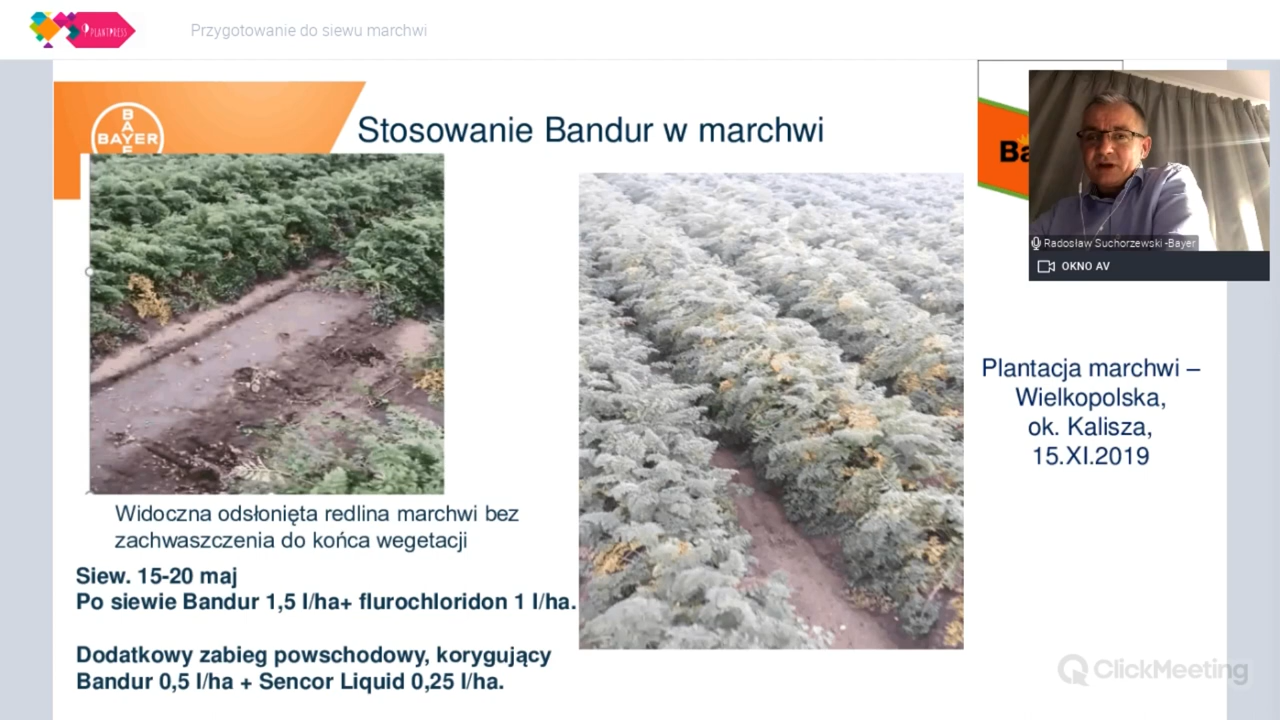 PLANTPRESS
Przygotowanie do siewu marchwi
BAYER
Stosowanie Bandur w marchwi
Radosław Suchorzewski -Bayer
OKNO AV
Plantacja marchwi –
Wielkopolska,
ok. Kalisza,
15.XI.2019
Widoczna odsłonięta redlina marchwi bez
zachwaszczenia do końca wegetacji
Siew. 15-20 maj
Po siewie Bandur 1,5 l/ha+ flurochloridon 1 l/ha.
Dodatkowy zabieg powschodowy, korygujący
Bandur 0,5 l/ha + Sencor Liquid 0,25 l/ha.
ClickMeeting